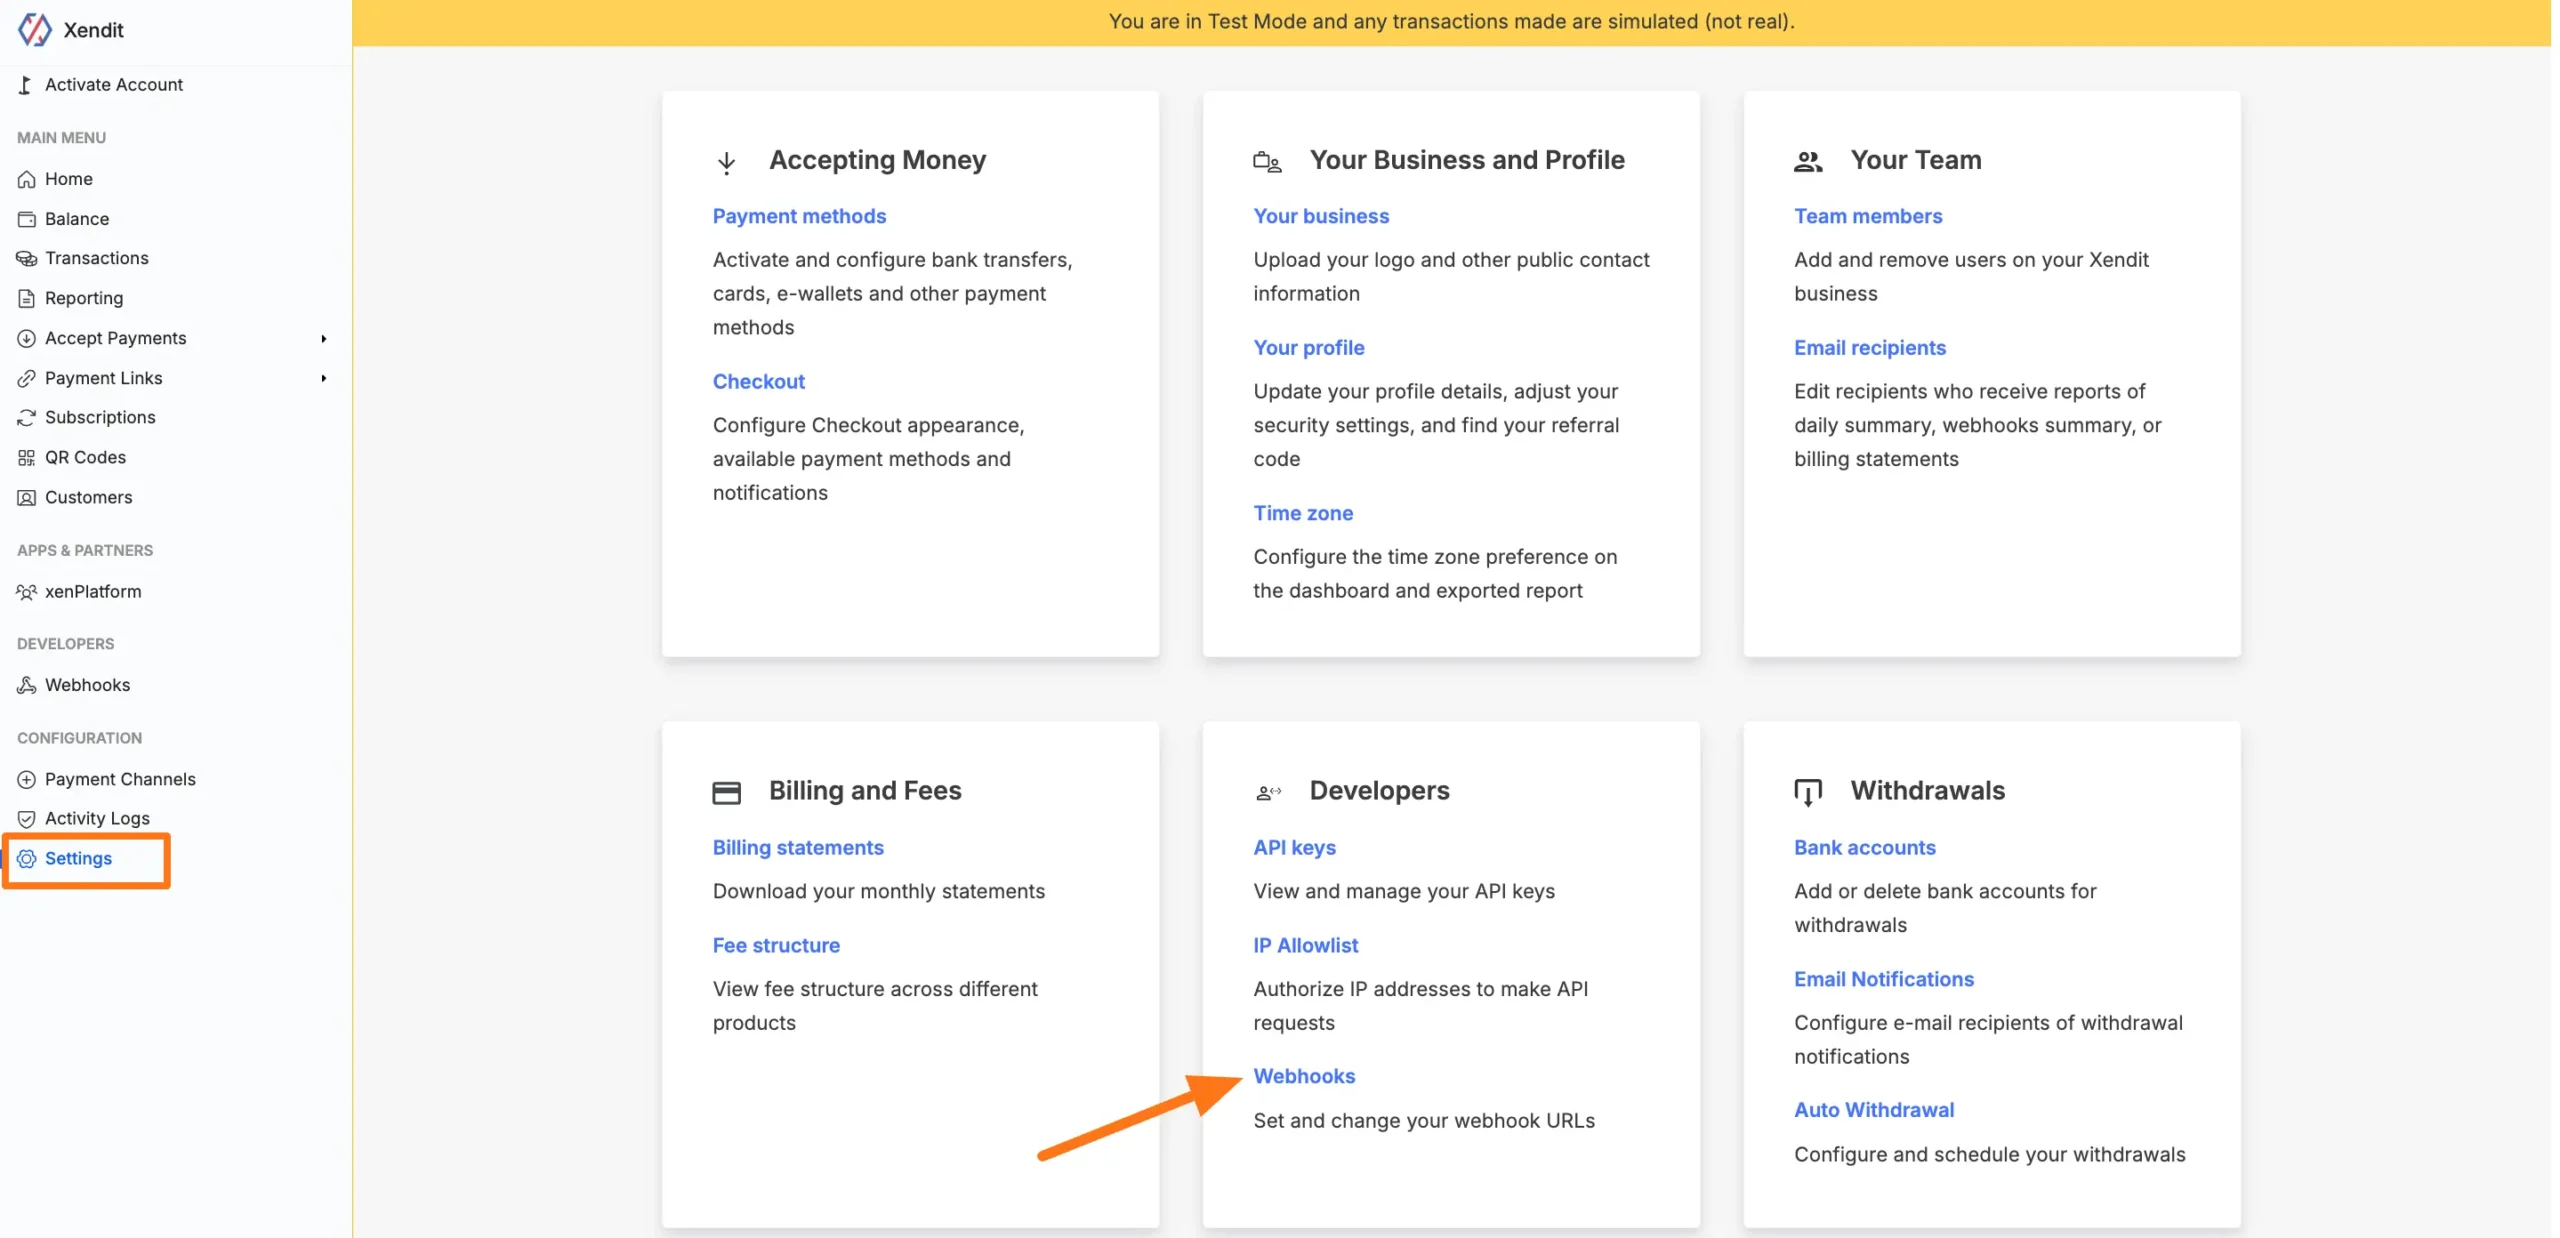 Xendit
You are in Test Mode and any transactions made are simulated (not real).
Activate Account
MAIN MENU
Home
Balance
Transactions
Reporting
Accept Payments
Payment Links
Subscriptions
QR Codes
Customers
APPS & PARTNERS
xenPlatform
DEVELOPERS
Webhooks
CONFIGURATION
Payment Channels
Activity Logs
Settings
Accepting Money
Payment methods
Activate and configure bank transfers,
cards, e-wallets and other payment
methods
Checkout
Configure Checkout appearance,
available payment methods and
notifications
Your Business and Profile
Your business
Upload your logo and other public contact
information
Your profile
Update your profile details, adjust your
security settings, and find your referral
code
Time zone
Configure the time zone preference on
the dashboard and exported report
Your Team
Team members
Add and remove users on your Xendit
business
Email recipients
Edit recipients who receive reports of
daily summary, webhooks summary, or
billing statements
Billing and Fees
Billing statements
Download your monthly statements
Fee structure
View fee structure across different
products
Developers
API keys
View and manage your API keys
IP Allowlist
Authorize IP addresses to make API
requests
Webhooks
Set and change your webhook URLs
Withdrawals
Bank accounts
Add or delete bank accounts for
withdrawals
Email Notifications
Configure e-mail recipients of withdrawal
notifications
Auto Withdrawal
Configure and schedule your withdrawals